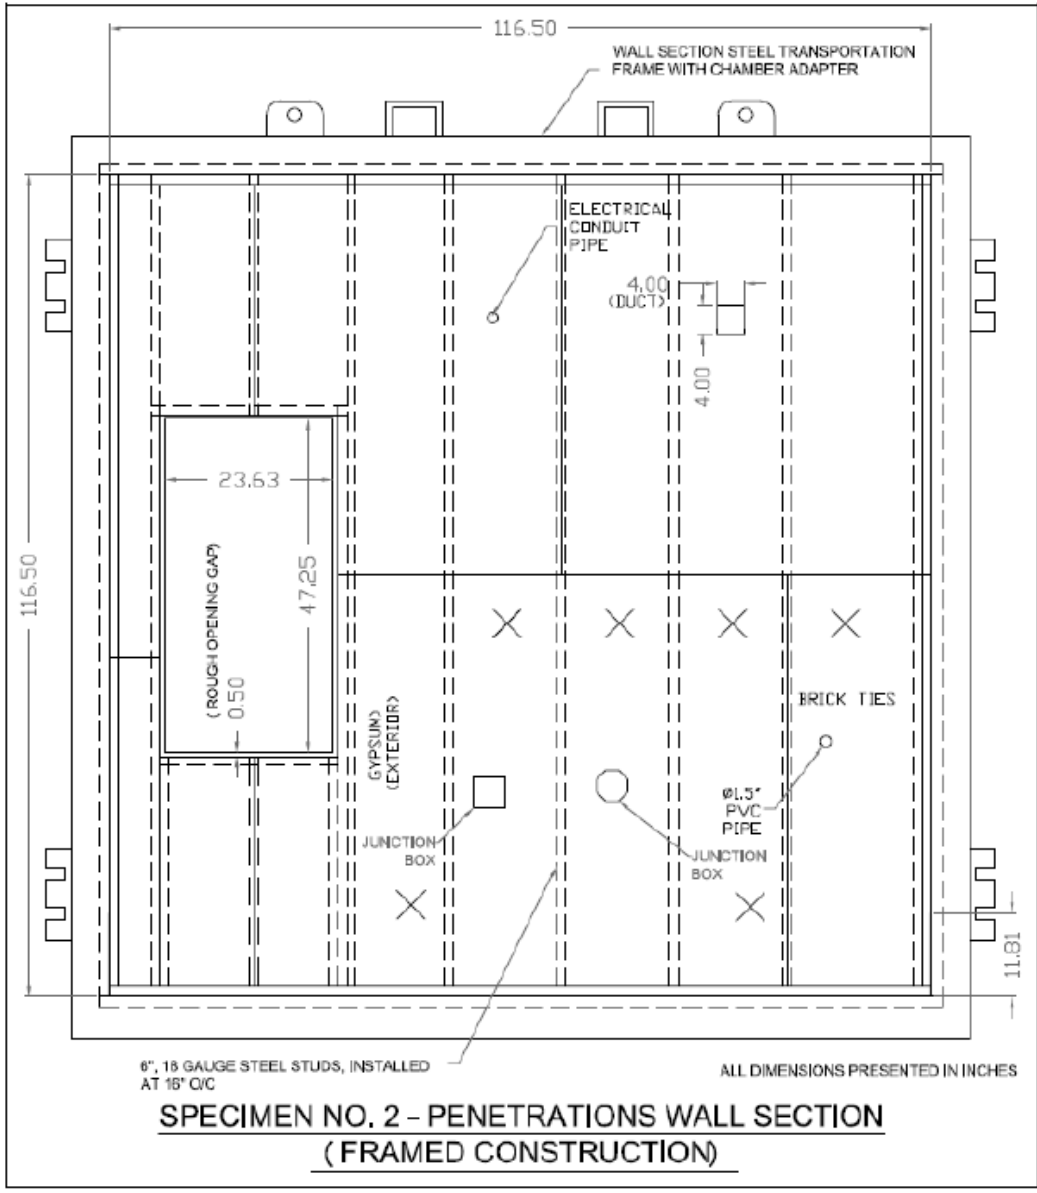 116.50
WALL SECTION STEEL TRANSPORTATION
FRAME WITH CHAMBER ADAPTER
ELECTRICAL
CONDUIT
PIPE
4.00
(DUCT)
4.00
23.63
47.25
116.50
(ROUGH OPENING GAP)
0.50
GYPSUM)
(EXTERIOR)
BRICK TIES
Ø1.5"
PVC
PIPE
JUNCTION
BOX
JUNCTION
BOX
11.81
6", 18 GAUGE STEEL STUDS, INSTALLED
AT 16" O/C
ALL DIMENSIONS PRESENTED IN INCHES
SPECIMEN NO. 2 - PENETRATIONS WALL SECTION
( FRAMED CONSTRUCTION)